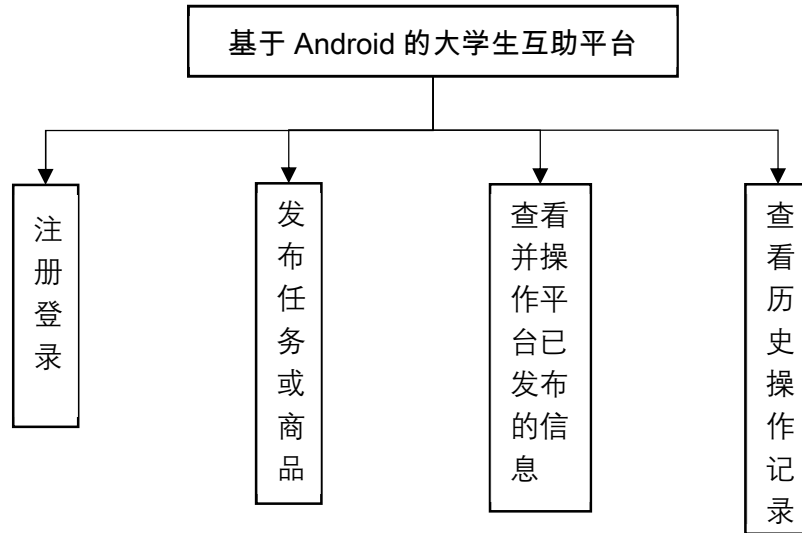 基于 Android 的大学生互助平台
注册登录
发布任务或商品
查看
并操
作平
台已
发布
的信
息
查看历史操作记录